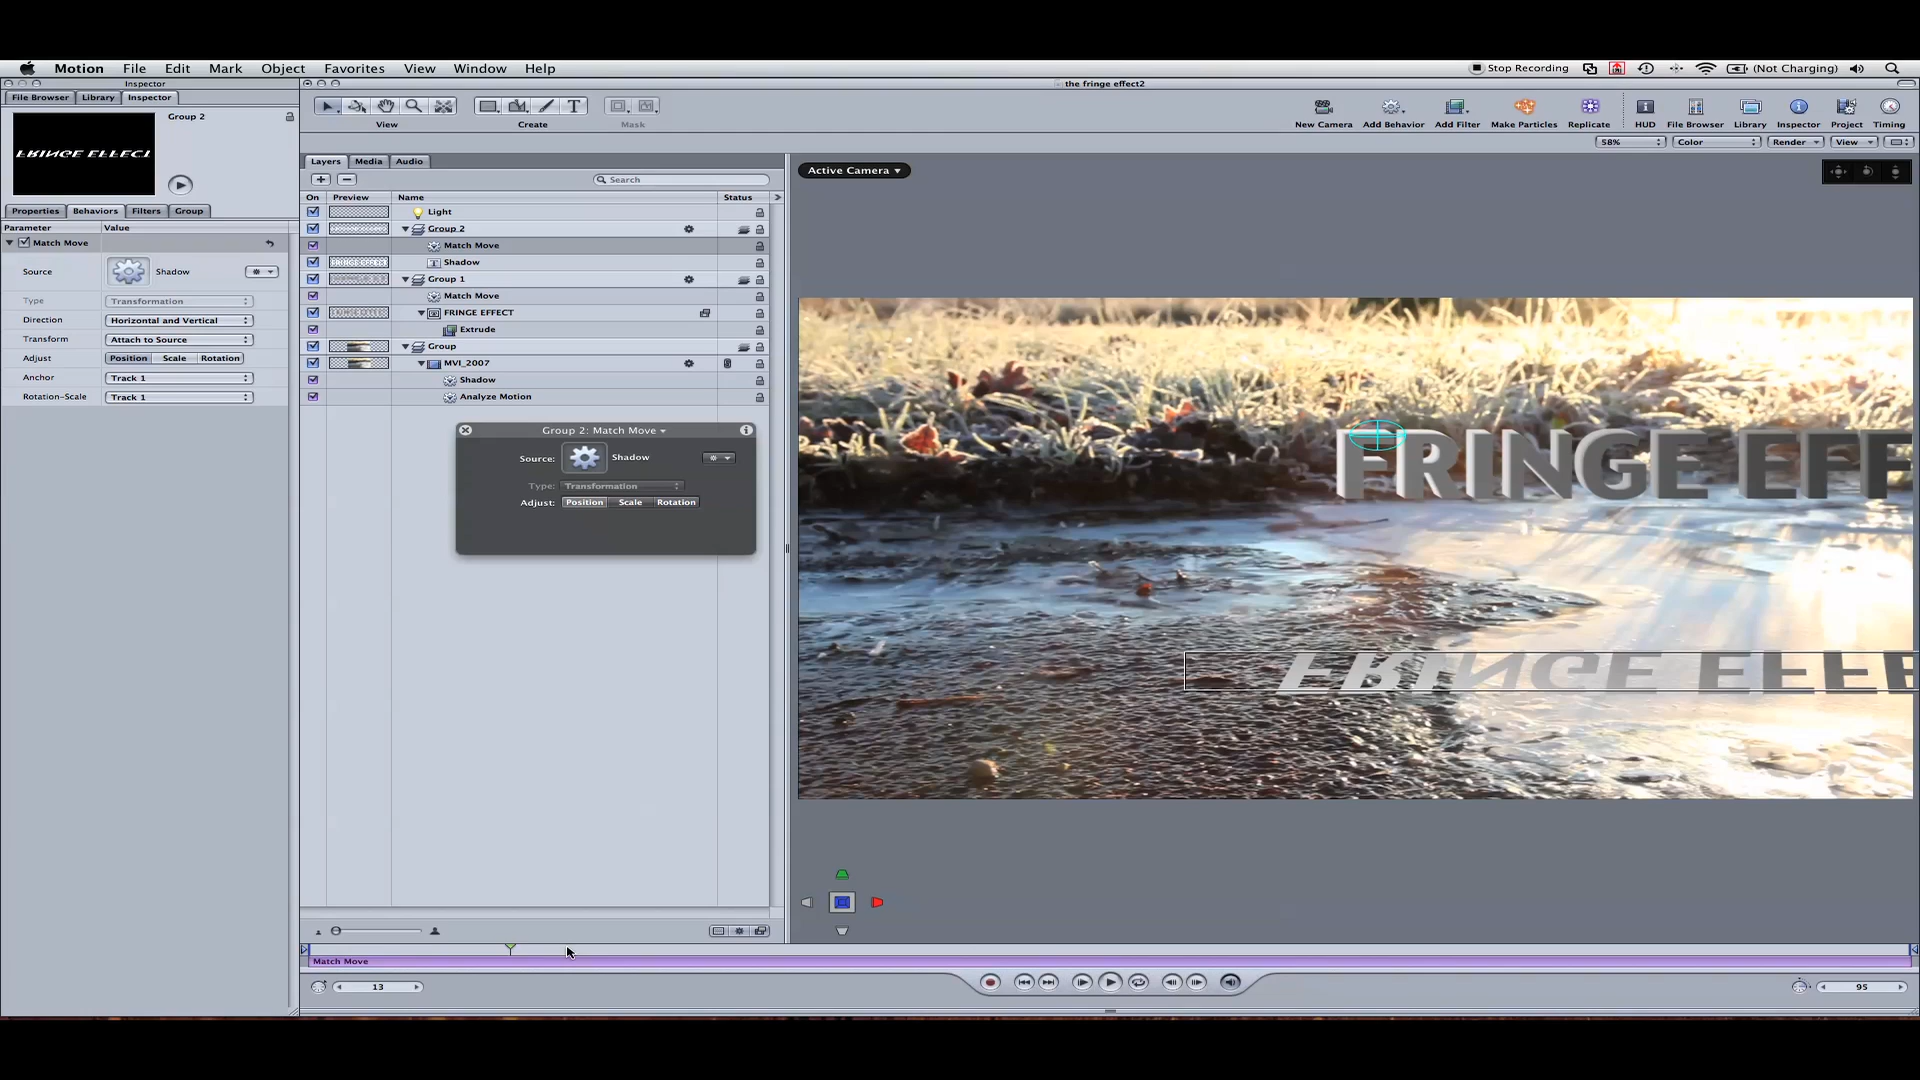 Motion File Edit Mark Object Favorites View Window Help
Stop Recording (Not Charging)
Inspector
the fringe effect2
File Browser Library Inspector
Group 2
FRINGE EFFECT
View Create Mask
New Camera Add Behavior Add Filter Make Particles Replicate HUD File Browser Library Inspector Project Timing
58% Color Render View
Layers Media Audio
Active Camera
Search
On Preview Name Status
Properties Behaviors Filters Group
Parameter Value
Match Move
Source Shadow
Type Transformation
Direction Horizontal and Vertical
Transform Attach to Source
Adjust Position Scale Rotation
Anchor Track 1
Rotation-Scale Track 1
Light
Group 2
Match Move
Shadow
Group 1
Match Move
FRINGE EFFECT
Extrude
Group
MVI_2007
Shadow
Analyze Motion
Group 2: Match Move
Source: Shadow
Type: Transformation
Adjust: Position Scale Rotation
FRINGE EFF
FRINGE EFFE
Match Move
13
95